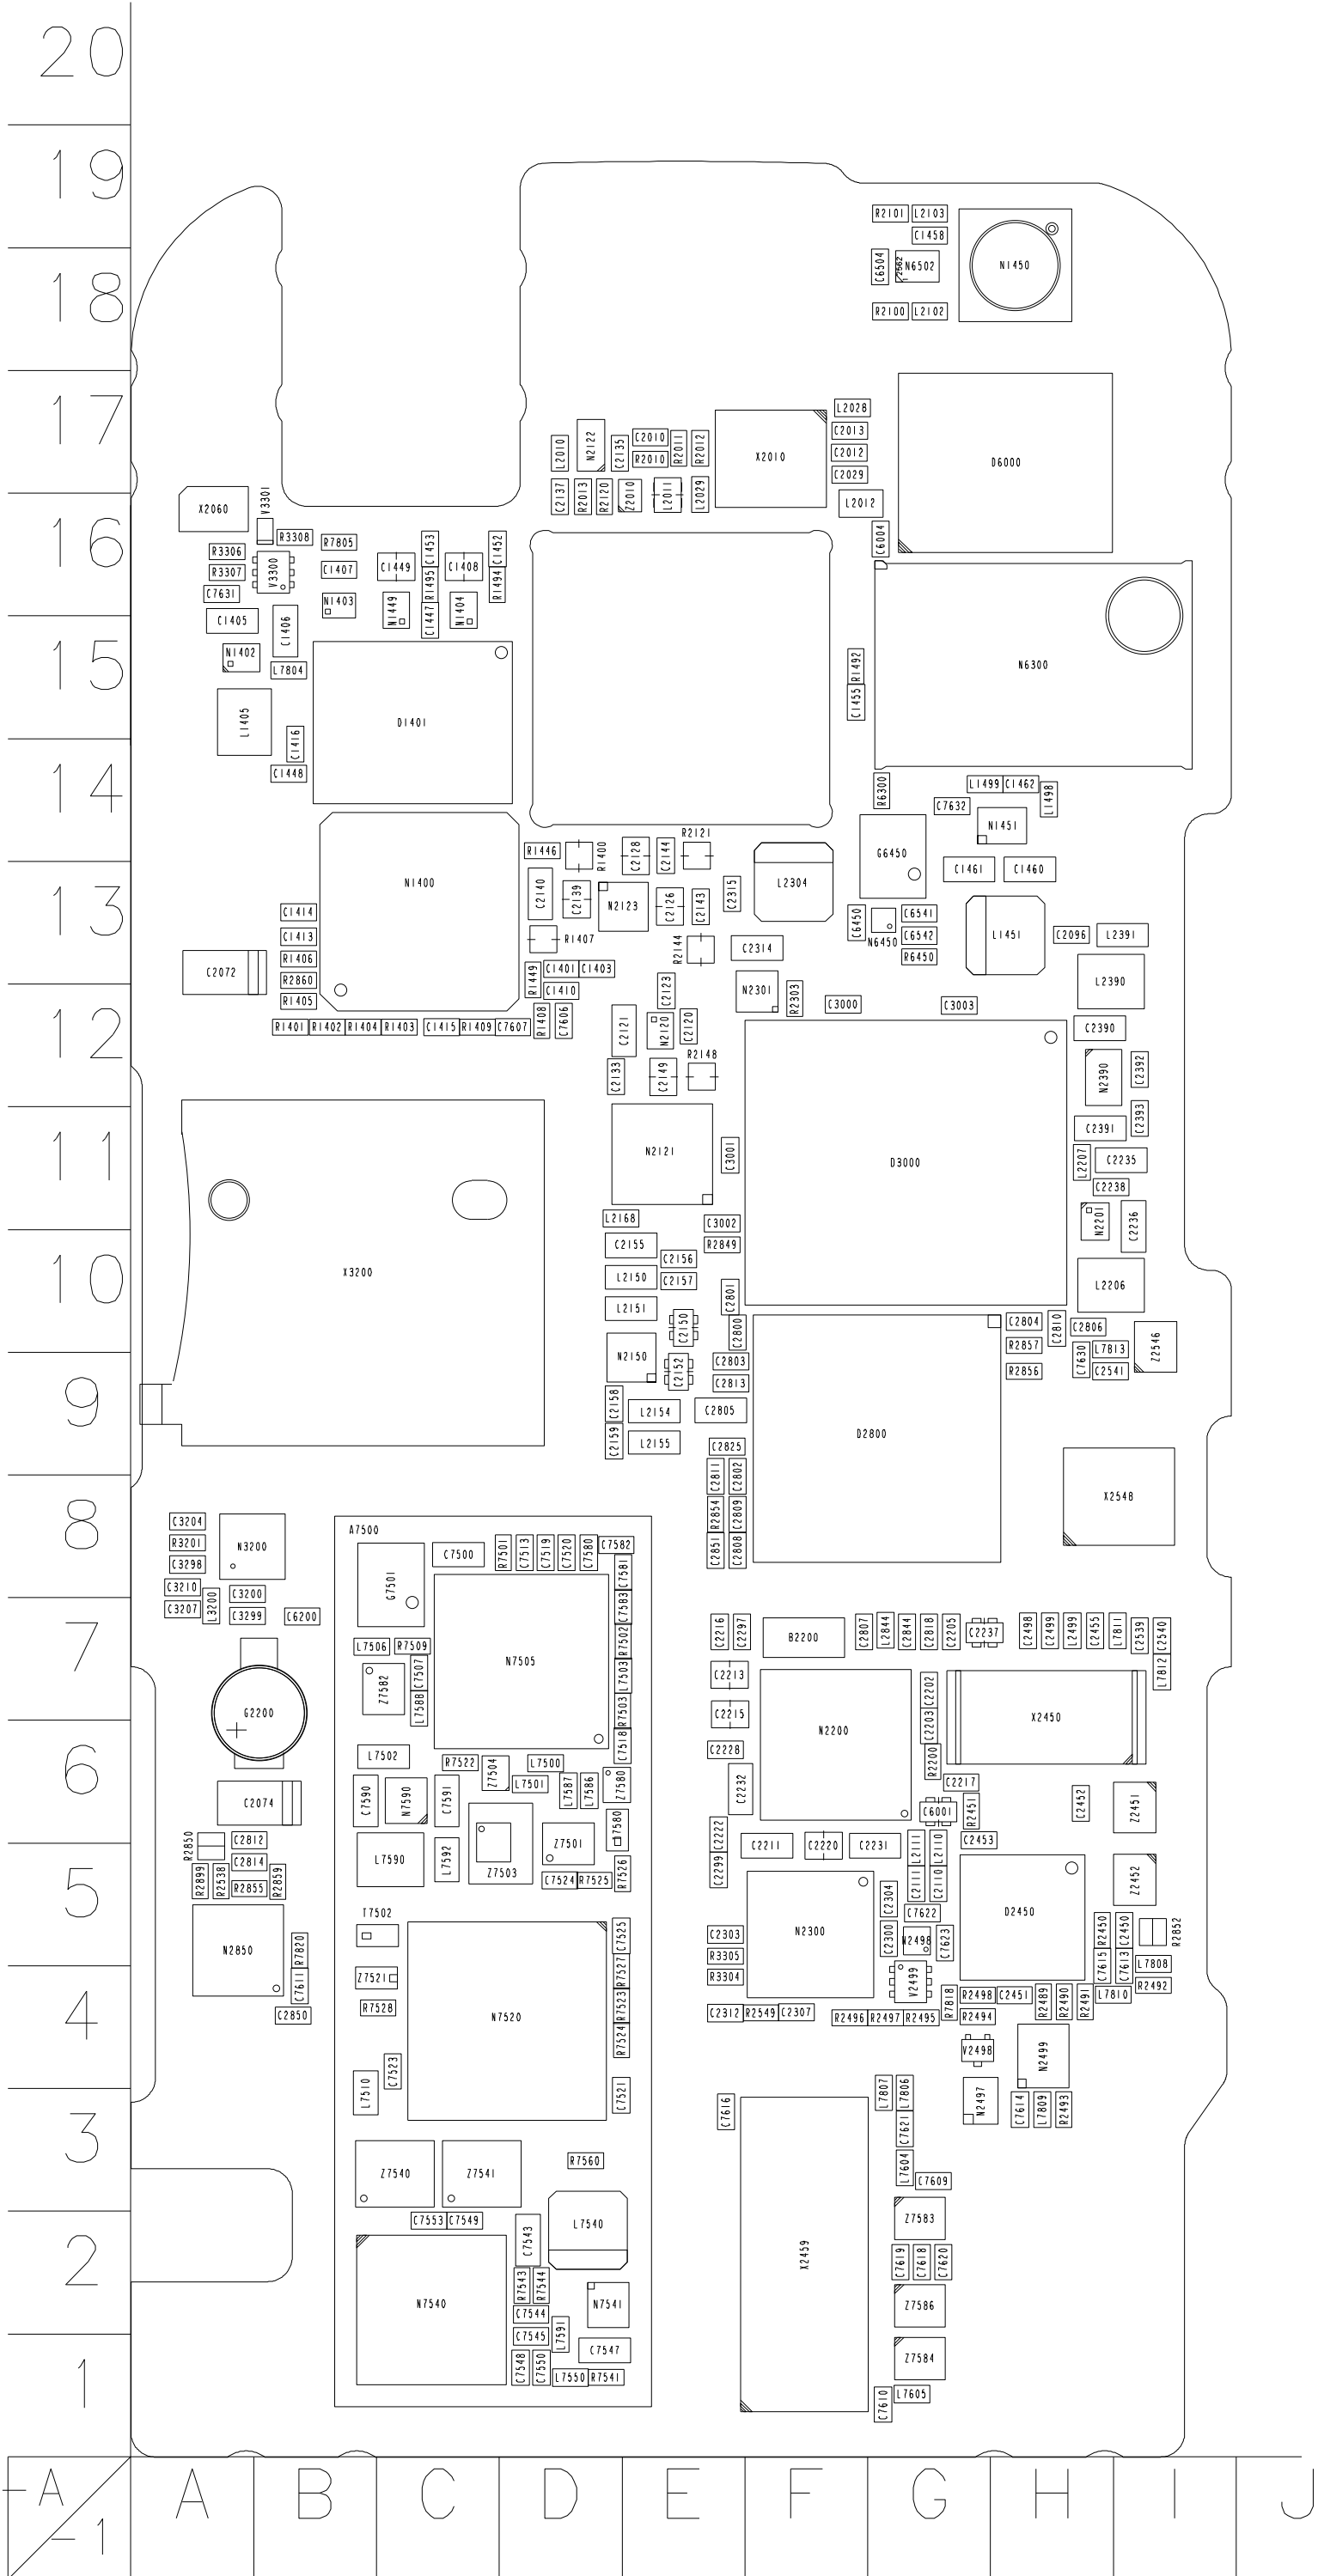 20
19
R2101 L2103
C1458
18
C6504 2562 N6502 N1450
1
R2100 L2102
17
L2028
C2010 C2013
L2010 N2122 C2135 R2010 R2011 R2012 X2010 C2012 D6000
C2029
16
X2060 V3301 C2137 R2013 R2120 Z2010 L2011 L2029 L2012
R3308 R7805 C1453 C1452 C6004
R3306
R3307 V3300 C1407 C1449 R1495 C1408 R1494
C7631
N1403 N1449 C1447 N1404
C1405 C1406
15
N1402 L7804 R1492 N6300
L1405 D1401 C1455
C1416
14
C1448 R6300 L1499 C1462 L1498
C7632
N1451
R2121
R1446 R1400 C2128 C2144 G6450
C1461 C1460
13
N1400 C2140 C2139 N2123 C2126 C2143 C2315 L2304
C1414 C6450 N6450 C6541
C1413 R1407 R2144 C2314 C6542 L1451 C2096 L2391
R1406 R6450
C2072 R2860 R1449 C1401 C1403 L2390
R1405 C1410 C2123 N2301 R2303 C3000 C3003
12
R1401 R1402 R1404 R1403 C1415 R1409 C7607 R1408 C7606 C2121 N2120 C2120 C2390
R2148
C2133 C2149 N2390 C2392
11
N2121 C3001 D3000 C2391 C2393
L2207 C2235
C2238
L2168 C3002 N2201 C2236
10
C2155 R2849
X3200 C2156
L2150 C2157 L2206
L2151 C2801
C2150 C2800 C2804 C2810 C2806
R2857 L7813 Z2546
9
N2150 C2152 C2803 R2856 C7630 C2541
C2813
C2158 L2154 C2805
C2159 L2155 C2825 D2800
8
C2811 C2802 X2548
C3204 A7500 R2854 C2809
R3201 N3200 C7500 R7501 C7513 C7519 C7520 C7580 C7582 C2851 C2808
C3298 C7581
C3210 C3200 G7501 C7583
7
C3207 L3200 C3299 C6200 C2216 C2297 B2200 C2807 L2844 C2844 C2818 C2205 C2237 C2498 C2499 L2499 C2455 L7811 C2539 C2540
L7506 R7509 R7502
Z7582 C7507 N7505 L7503 C2213 C2202 L7812
L7588 R7503
G2200 C2215 C2203 X2450
6
C7518 N2200
L7502 R7522 L7500 C2228 R2200
Z7504 L7501 C2217
C2074 C7590 N7590 C7591 L7587 L7586 Z7580 C2232 C6001 R2451 C2452 Z2451
V7580
5
R2850 C2812 L7590 L7592 Z7503 Z7501 C2222 C2211 C2220 C2231 L2111 L2110 C2453
C2814 Z2452
R2899 R2538 R2855 R2859 C7524 R7525 R7526 C2299 C2304 C2111 C2110
T7502 C7622 D2450
N2850 R7820 C7525 C2303 N2300 C2300 N2498 C7623 R2450 C2450 R2852
R3305 C7615 C7613 L7808
4
C7611 Z7521 R7527 R3304 V2499 R2492
R7528 N7520 R7523 R7818 R2498 C2451 R2489 R2490 R2491 L7810
C2850 R7524 C2312 R2549 C2307 R2496 R2497 R2495 R2494
V2498 N2499
C7523
3
L7510 C7521 C7616 L7807 L7806 N2497 C7614 L7809 R2493
C7621
R7560 L7604
Z7540 Z7541 C7609
2
C7553 C7549 C7543 L7540 Z7583
X2459 C7619 C7618 C7620
R7543 R7544
N7540 C7544 N7541 Z7586
C7545 L7591
1
C7548 C7550 C7547 Z7584
L7550 R7541
C7610 L7605
-A A B C D E F G H I J
-1